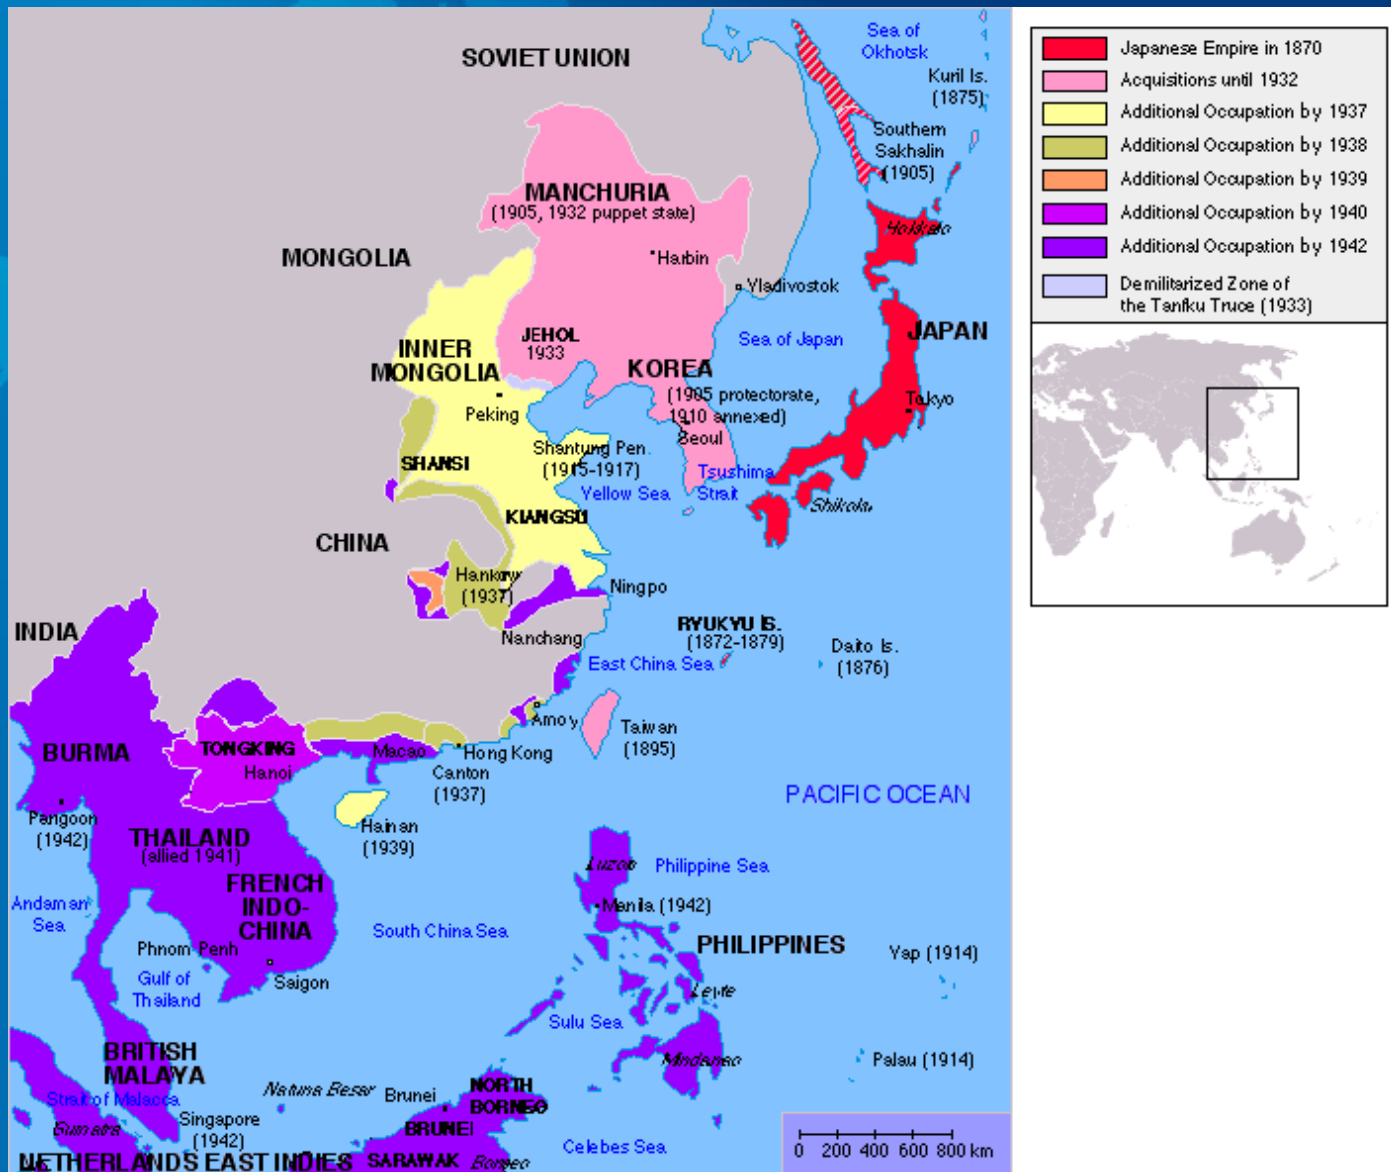 SOVIET UNION
Sea of
Okhotsk
Kuril Is.
(1875)
Southern
Sakhalin
(1905)
MANCHURIA
(1905, 1932 puppet state)
Hokkaido
MONGOLIA
Harbin
Vladivostok
JEHOL
1933
Sea of Japan
JAPAN
INNER
MONGOLIA
KOREA
(1905 protectorate,
1910 annexed)
Tokyo
Peking
Seoul
Shantung Pen.
(1915-1917)
SHANSI
Tsushima
Strait
Yellow Sea
Shikoku
KIANGSU
CHINA
Hankow
(1937)
Ningpo
INDIA
Nanchang
RYUKYU IS.
(1872-1879)
Daito Is.
(1876)
East China Sea
Amoy
Taiwan
(1895)
BURMA
TONGKING
Hanoi
Macao
Hong Kong
Canton
(1937)
PACIFIC OCEAN
Pangoon
(1942)
THAILAND
(allied 1941)
Hainan
(1939)
Luzon
Philippine Sea
FRENCH
INDO-
CHINA
Andaman
Sea
Manila (1942)
South China Sea
PHILIPPINES
Phnom Penh
Yap (1914)
Gulf of
Thailand
Saigon
Leyte
Sulu Sea
BRITISH
MALAYA
Mindanao
Palau (1914)
Natuna Besar
Brunei
NORTH
BORNEO
Strait of Malacca
Singapore
(1942)
Sumatra
BRUNEI
Celebes Sea
NETHERLANDS EAST INDIES
SARAWAK
Borneo
0 200 400 600 800 km
Japanese Empire in 1870
Acquisitions until 1932
Additional Occupation by 1937
Additional Occupation by 1938
Additional Occupation by 1939
Additional Occupation by 1940
Additional Occupation by 1942
Demilitarized Zone of
the Tanfku Truce (1933)